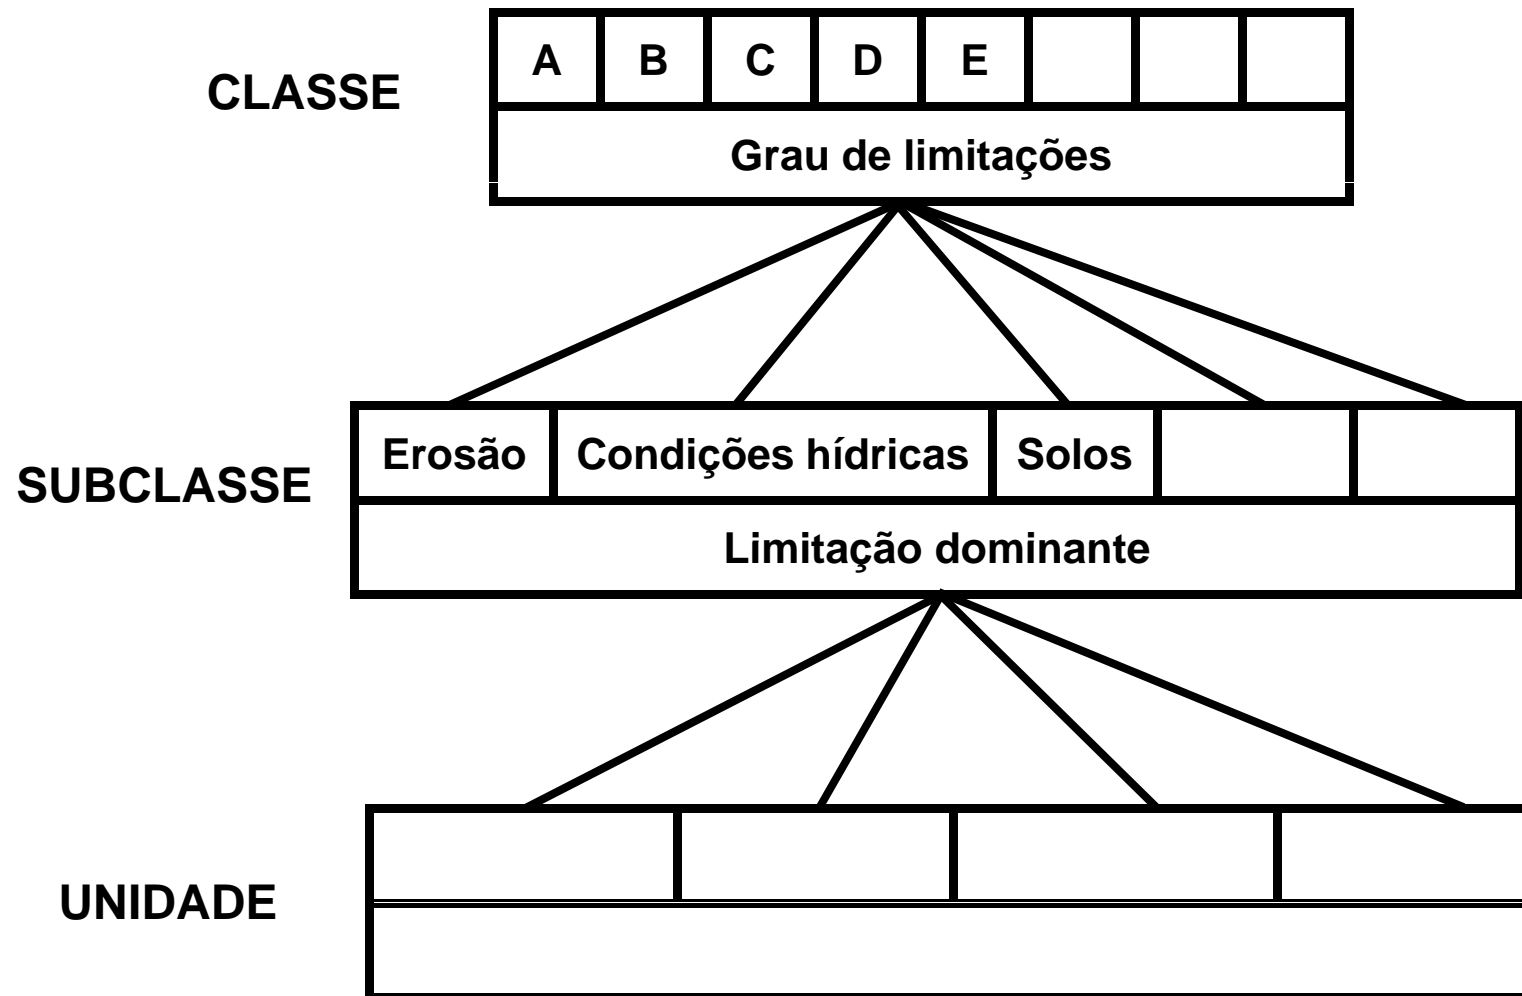 CLASSE
A B C D E
Grau de limitações
SUBCLASSE
Erosão Condições hídricas Solos
Limitação dominante
UNIDADE